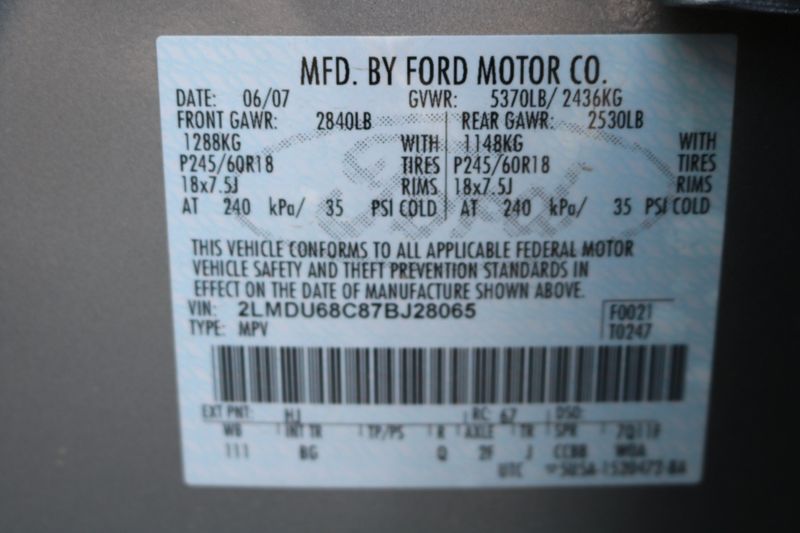 MFD. BY FORD MOTOR CO.
DATE: 06/07 GVWR: 5370LB/ 2436KG
FRONT GAWR: 2840LB REAR GAWR: 2530LB
1288KG WITH 1148KG WITH
P245/60R18 TIRES P245/60R18 TIRES
18x7.5J RIMS 18x7.5J RIMS
AT 240 kPa/ 35 PSI COLD AT 240 kPa/ 35 PSI COLD
Ford
THIS VEHICLE CONFORMS TO ALL APPLICABLE FEDERAL MOTOR
VEHICLE SAFETY AND THEFT PREVENTION STANDARDS IN
EFFECT ON THE DATE OF MANUFACTURE SHOWN ABOVE.
VIN: 2LMDU68C87BJ28065 F0021
TYPE: MPV T0247
EXT PNT: HJ RC: 67 DSO:
WB INT TR TP/PS R AXLE TR SPR
111 BG Q 2F J CCBB
UTC